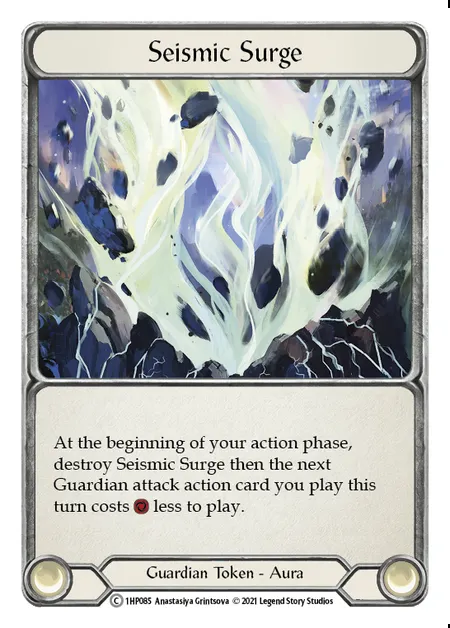 Seismic Surge
At the beginning of your action phase,
destroy Seismic Surge then the next
Guardian attack action card you play this
turn costs less to play.
Guardian Token - Aura
C 1HP085 Anastasiya Grintsova © 2021 Legend Story Studios